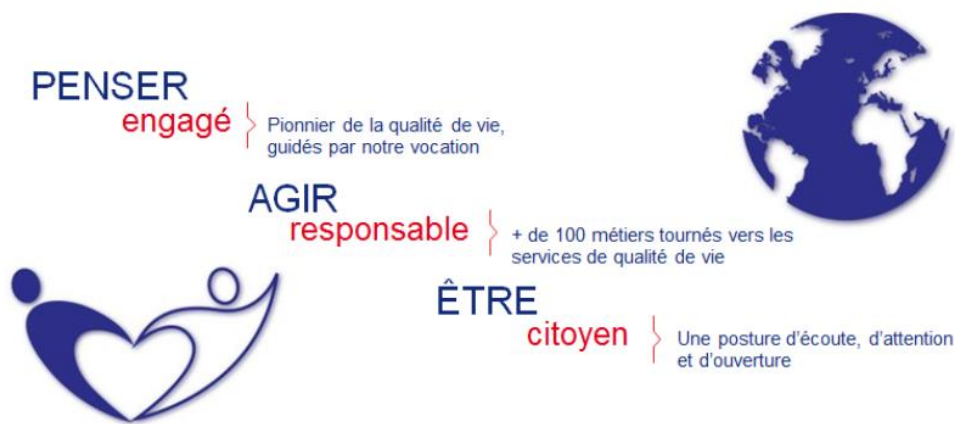 PENSER
engagé
Pionnier de la qualité de vie,
guidés par notre vocation
AGIR
responsable
+ de 100 métiers tournés vers les
services de qualité de vie
ÊTRE
citoyen
Une posture d'écoute, d'attention
et d'ouverture